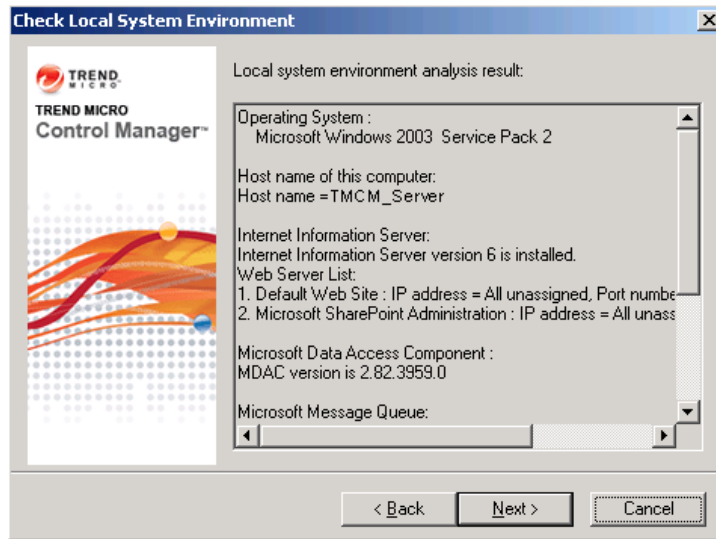 Check Local System Environment
TREND
MICRO
TREND MICRO
Control Manager™
Local system environment analysis result:
Operating System :
Microsoft Windows 2003 Service Pack 2
Host name of this computer:
Host name =TMCM_Server
Internet Information Server:
Internet Information Server version 6 is installed.
Web Server List:
1. Default Web Site : IP address = All unassigned, Port numbe
2. Microsoft SharePoint Administration : IP address = All unass
Microsoft Data Access Component :
MDAC version is 2.82.3959.0
Microsoft Message Queue:
< Back
Next >
Cancel